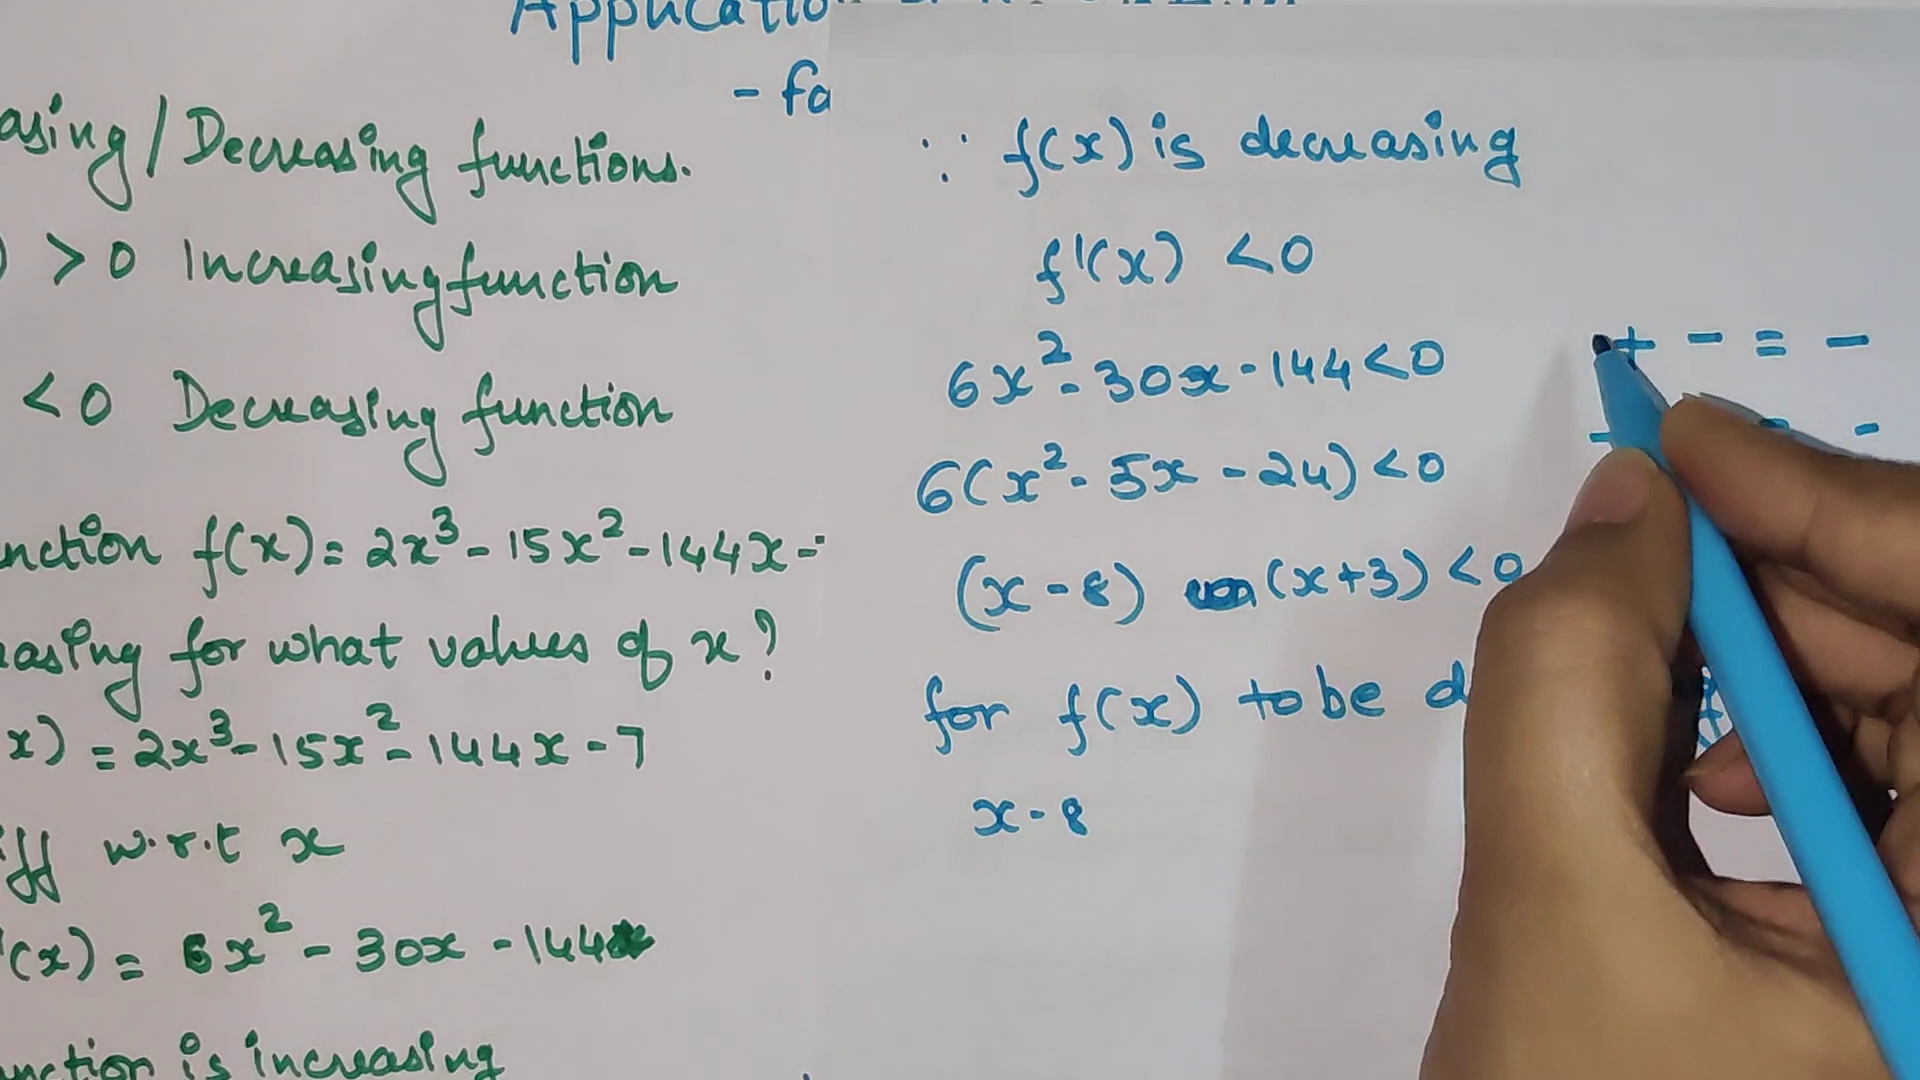 - fa
asing/Decreasing functions.
> 0 Increasing function
< 0 Decreasing function
nction f(x) = 2x³ - 15x² - 144x -
easing for what values of x?
x) = 2x³ - 15x² - 144x - 7
iff w.r.t x
'(x) = 6x² - 30x - 144
nction is increasing
∵ f(x) is decreasing
f'(x) < 0
6x² - 30x - 144 < 0
6(x² - 5x - 24) < 0
(x - 8) (x + 3) < 0
for f(x) to be d
x - 8
+ - = -